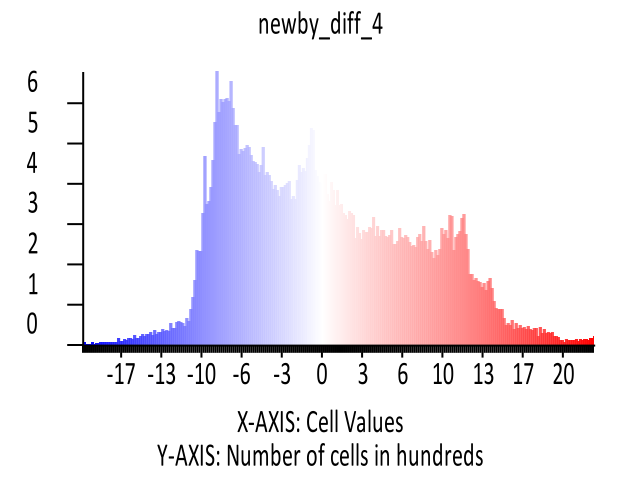 newby_diff_4
6
5
4
3
2
1
0
-17 -13 -10 -6 -3 0 3 6 10 13 17 20
X-AXIS: Cell Values
Y-AXIS: Number of cells in hundreds